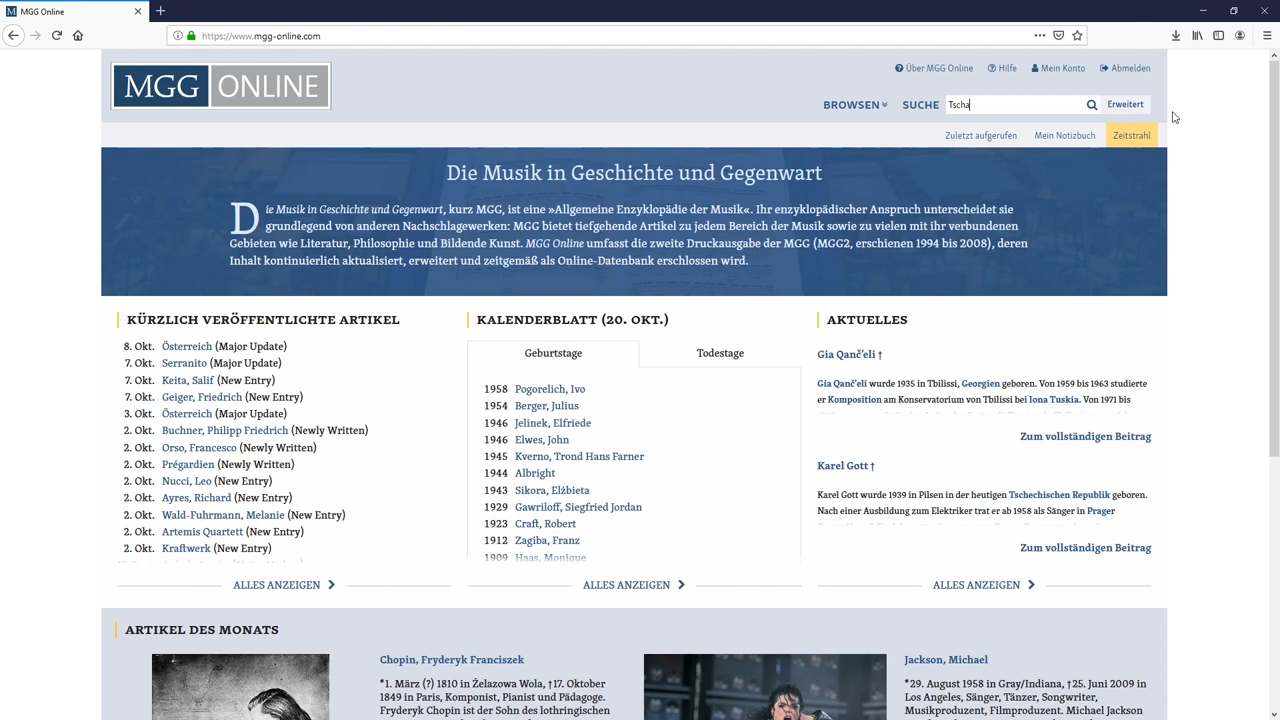 MGG Online
https://www.mgg-online.com
MGG ONLINE
Über MGG Online
Hilfe
Mein Konto
Abmelden
BROWSEN
SUCHE
Tscha
Erweitert
Zuletzt aufgerufen
Mein Notizbuch
Zeitstrahl
Die Musik in Geschichte und Gegenwart
Die Musik in Geschichte und Gegenwart, kurz MGG, ist eine »Allgemeine Enzyklopädie der Musik«. Ihr enzyklopädischer Anspruch unterscheidet sie
grundlegend von anderen Nachschlagewerken: MGG bietet tiefgehende Artikel zu jedem Bereich der Musik sowie zu vielen mit ihr verbundenen
Gebieten wie Literatur, Philosophie und Bildende Kunst. MGG Online umfasst die zweite Druckausgabe der MGG (MGG2, erschienen 1994 bis 2008), deren
Inhalt kontinuierlich aktualisiert, erweitert und zeitgemäß als Online-Datenbank erschlossen wird.
KÜRZLICH VERÖFFENTLICHTE ARTIKEL
8. Okt. Österreich (Major Update)
7. Okt. Serranito (Major Update)
7. Okt. Keita, Salif (New Entry)
7. Okt. Geiger, Friedrich (New Entry)
3. Okt. Österreich (Major Update)
2. Okt. Buchner, Philipp Friedrich (Newly Written)
2. Okt. Orso, Francesco (Newly Written)
2. Okt. Prégardien (Newly Written)
2. Okt. Nucci, Leo (New Entry)
2. Okt. Ayres, Richard (New Entry)
2. Okt. Wald-Fuhrmann, Melanie (New Entry)
2. Okt. Artemis Quartett (New Entry)
2. Okt. Kraftwerk (New Entry)
ALLES ANZEIGEN
KALENDERBLATT (20. OKT.)
Geburtstage
Todestage
1958 Pogorelich, Ivo
1954 Berger, Julius
1946 Jelinek, Elfriede
1946 Elwes, John
1945 Kverno, Trond Hans Farner
1944 Albright
1943 Sikora, Elżbieta
1929 Gawriloff, Siegfried Jordan
1923 Craft, Robert
1912 Zagiba, Franz
1909 Haas, Monique
ALLES ANZEIGEN
AKTUELLES
Gia Qanč'eli †
Gia Qanč'eli wurde 1935 in Tbilissi, Georgien geboren. Von 1959 bis 1963 studierte
er Komposition am Konservatorium von Tbilissi bei Iona Tuskia. Von 1971 bis
Zum vollständigen Beitrag
Karel Gott †
Karel Gott wurde 1939 in Pilsen in der heutigen Tschechischen Republik geboren.
Nach einer Ausbildung zum Elektriker trat er ab 1958 als Sänger in Prager
Zum vollständigen Beitrag
ALLES ANZEIGEN
ARTIKEL DES MONATS
Chopin, Fryderyk Franciszek
*1. März (?) 1810 in Żelazowa Wola, †17. Oktober
1849 in Paris, Komponist, Pianist und Pädagoge.
Fryderyk Chopin ist der Sohn des lothringischen
Jackson, Michael
*29. August 1958 in Gray/Indiana, †25. Juni 2009 in
Los Angeles, Sänger, Tänzer, Songwriter,
Musikproduzent, Filmproduzent. Michael Jackson